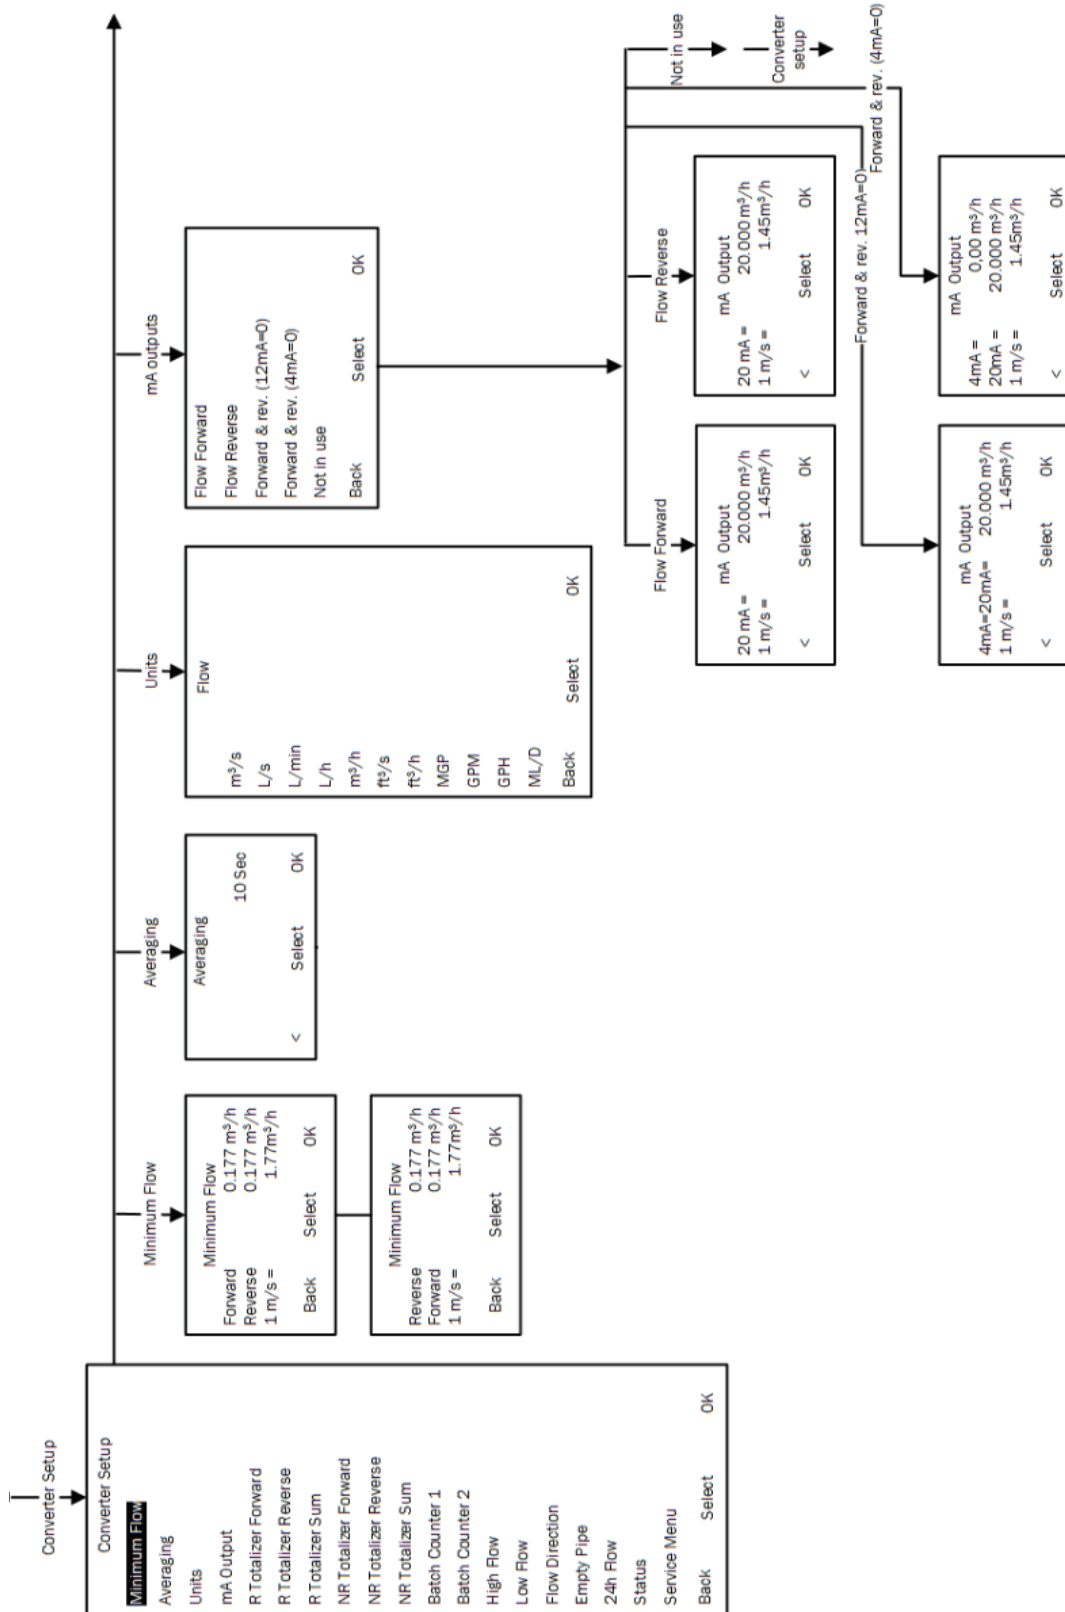 Converter Setup
Converter Setup
Minimum Flow
Averaging
Units
mA Output
R Totalizer Forward
R Totalizer Reverse
R Totalizer Sum
NR Totalizer Forward
NR Totalizer Reverse
NR Totalizer Sum
Batch Counter 1
Batch Counter 2
High Flow
Low Flow
Flow Direction
Empty Pipe
24h Flow
Status
Service Menu
Back Select OK
Minimum Flow
Minimum Flow
Forward 0.177 m³/h
Reverse 0.177 m³/h
1 m/s = 1.77m³/h
Back Select OK
Minimum Flow
Reverse 0.177 m³/h
Forward 0.177 m³/h
1 m/s = 1.77m³/h
Back Select OK
Averaging
Averaging
10 Sec
< Select OK
Units
Flow
m³/s
L/s
L/min
L/h
m³/h
ft³/s
ft³/h
MGP
GPM
GPH
ML/D
Back Select OK
mA outputs
Flow Forward
Flow Reverse
Forward & rev. (12mA=0)
Forward & rev. (4mA=0)
Not in use
Back Select OK
Flow Forward
mA Output
20 mA = 20.000 m³/h
1 m/s = 1.45m³/h
< Select OK
Flow Reverse
mA Output
20 mA = 20.000 m³/h
1 m/s = 1.45m³/h
< Select OK
Not in use
Converter
setup
Forward & rev. 12mA=0)
mA Output
4mA=20mA= 20.000 m³/h
1 m/s = 1.45m³/h
< Select OK
Forward & rev. (4mA=0)
mA Output
4mA = 0,00 m³/h
20mA = 20.000 m³/h
1 m/s = 1.45m³/h
< Select OK